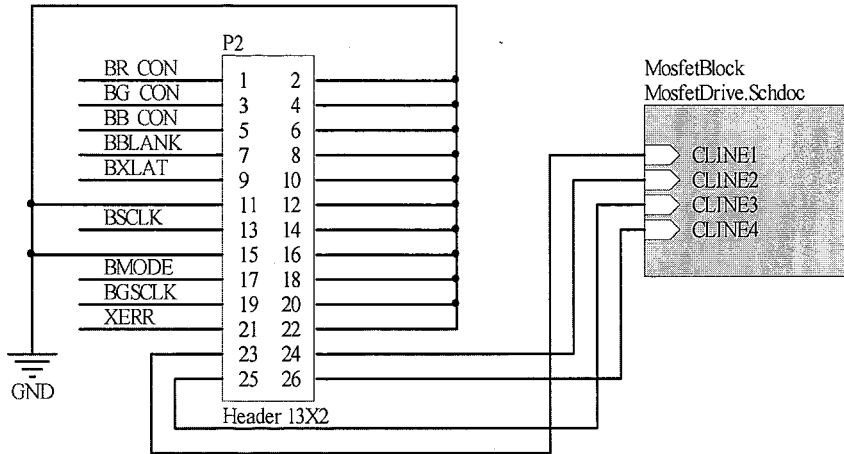 P2
BR CON
1 2
BG CON
3 4
BB CON
5 6
BBLANK
7 8
BXLAT
9 10
11 12
BSCLK
13 14
15 16
BMODE
17 18
BGSCLK
19 20
XERR
21 22
23 24
25 26
Header 13X2
GND
MosfetBlock
MosfetDrive.Schdoc
CLINE1
CLINE2
CLINE3
CLINE4